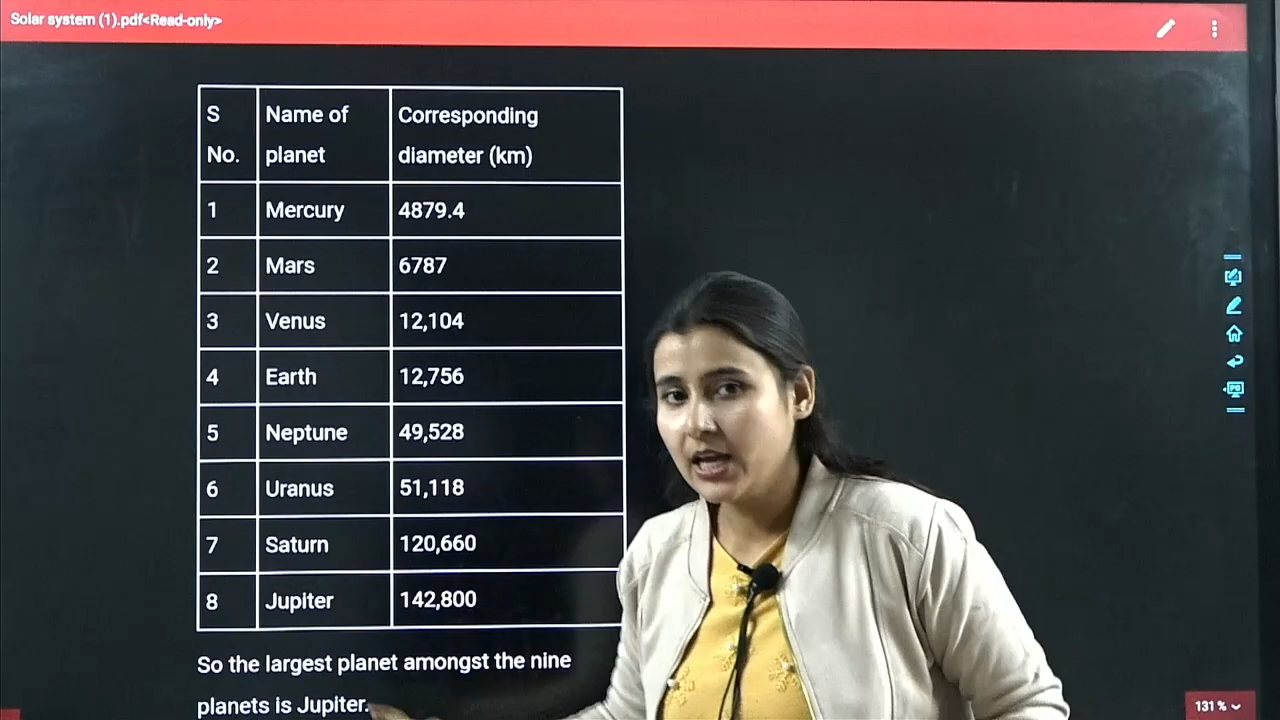 Solar system (1).pdf<Read-only>
S No. Name of planet Corresponding diameter (km)
1 Mercury 4879.4
2 Mars 6787
3 Venus 12,104
4 Earth 12,756
5 Neptune 49,528
6 Uranus 51,118
7 Saturn 120,660
8 Jupiter 142,800
So the largest planet amongst the nine
planets is Jupiter.
131 %